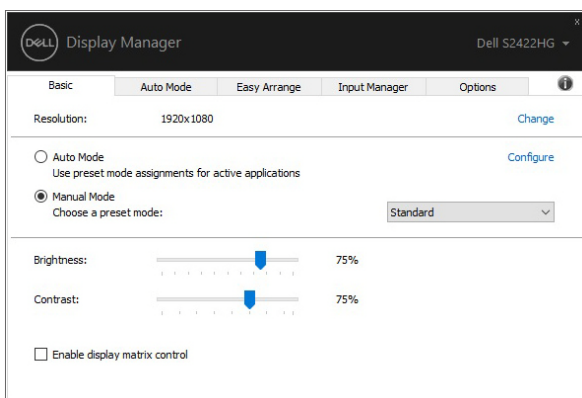 DELL Display Manager Dell S2422HG
x
Basic Auto Mode Easy Arrange Input Manager Options
Resolution: 1920x1080 Change
Auto Mode Configure
Use preset mode assignments for active applications
Manual Mode
Choose a preset mode: Standard
Brightness: 75%
Contrast: 75%
Enable display matrix control